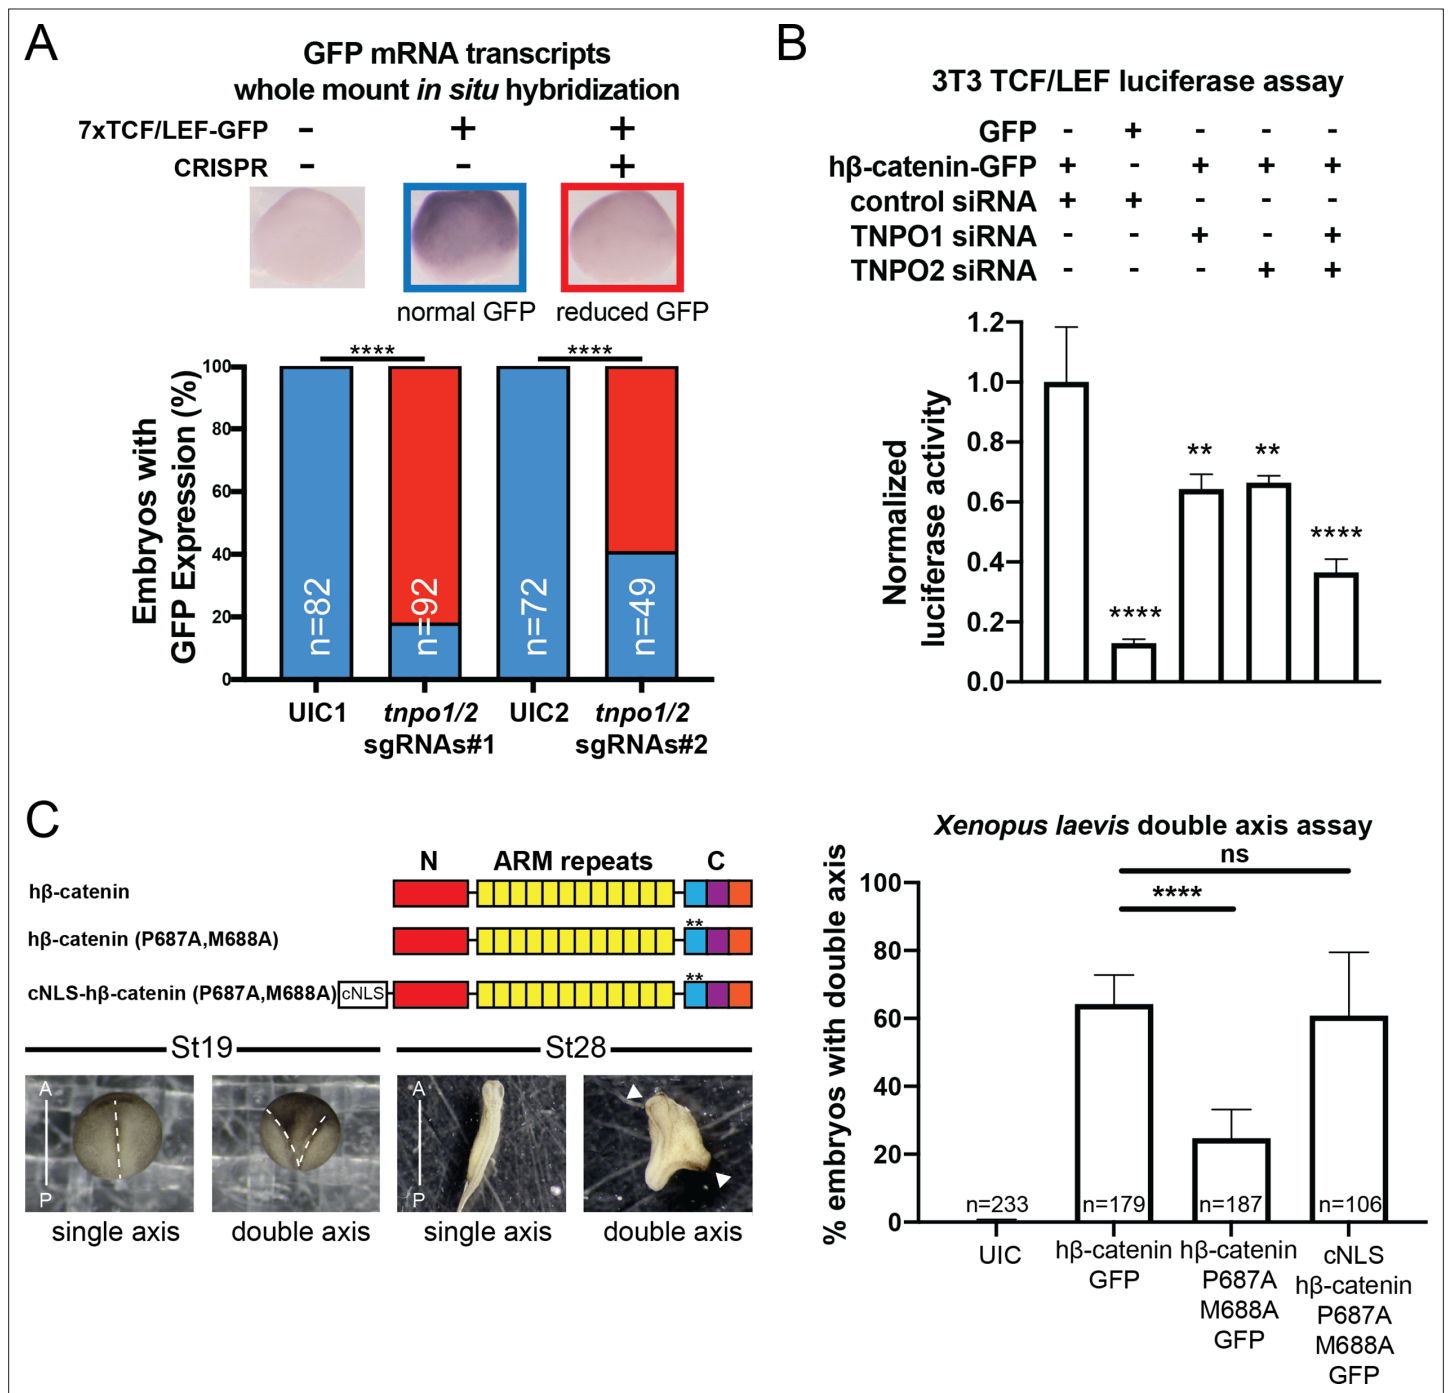 A
GFP mRNA transcripts
whole mount in situ hybridization
7xTCF/LEF-GFP - + +
CRISPR - - +
normal GFP reduced GFP
**** ****
Embryos with
GFP Expression (%)
100
80
60
40
20
0
n=82 n=92 n=72 n=49
UIC1 tnpo1/2 UIC2 tnpo1/2
sgRNAs#1 sgRNAs#2
B
3T3 TCF/LEF luciferase assay
GFP - + - - -
hβ-catenin-GFP + - + + +
control siRNA + + - - -
TNPO1 siRNA - - + - +
TNPO2 siRNA - - - + +
Normalized
luciferase activity
1.2
1.0
0.8
0.6
0.4
0.2
0.0
**** ** ** ****
C
N ARM repeats C
hβ-catenin
hβ-catenin (P687A,M688A) **
cNLS-hβ-catenin (P687A,M688A) cNLS **
St19 St28
A A
P P
single axis double axis single axis double axis
Xenopus laevis double axis assay
ns
****
% embryos with double axis
100
80
60
40
20
0
n=233 n=179 n=187 n=106
UIC
hβ-catenin
GFP
hβ-catenin
P687A
M688A
GFP
cNLS
hβ-catenin
P687A
M688A
GFP